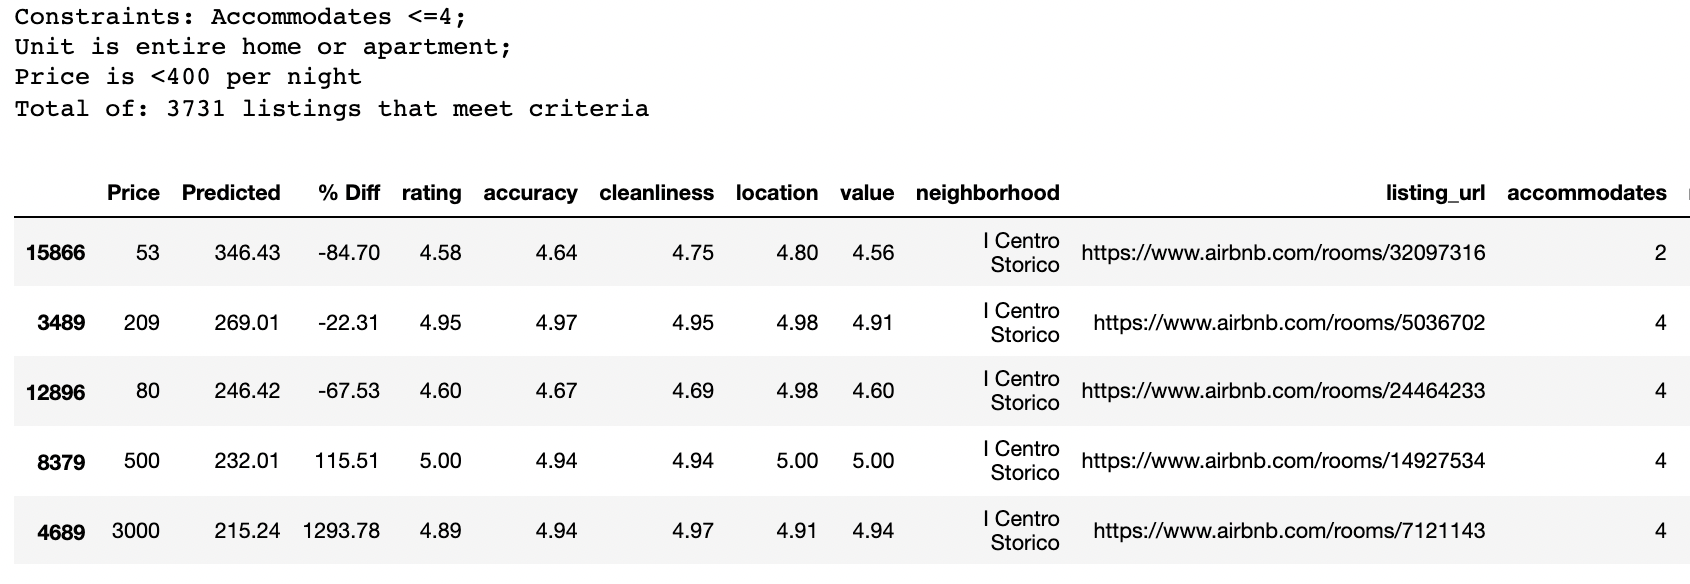 Constraints: Accommodates <=4;
Unit is entire home or apartment;
Price is <400 per night
Total of: 3731 listings that meet criteria
Price Predicted % Diff rating accuracy cleanliness location value neighborhood listing_url accommodates
15866 53 346.43 -84.70 4.58 4.64 4.75 4.80 4.56 I Centro Storico https://www.airbnb.com/rooms/32097316 2
3489 209 269.01 -22.31 4.95 4.97 4.95 4.98 4.91 I Centro Storico https://www.airbnb.com/rooms/5036702 4
12896 80 246.42 -67.53 4.60 4.67 4.69 4.98 4.60 I Centro Storico https://www.airbnb.com/rooms/24464233 4
8379 500 232.01 115.51 5.00 4.94 4.94 5.00 5.00 I Centro Storico https://www.airbnb.com/rooms/14927534 4
4689 3000 215.24 1293.78 4.89 4.94 4.97 4.91 4.94 I Centro Storico https://www.airbnb.com/rooms/7121143 4